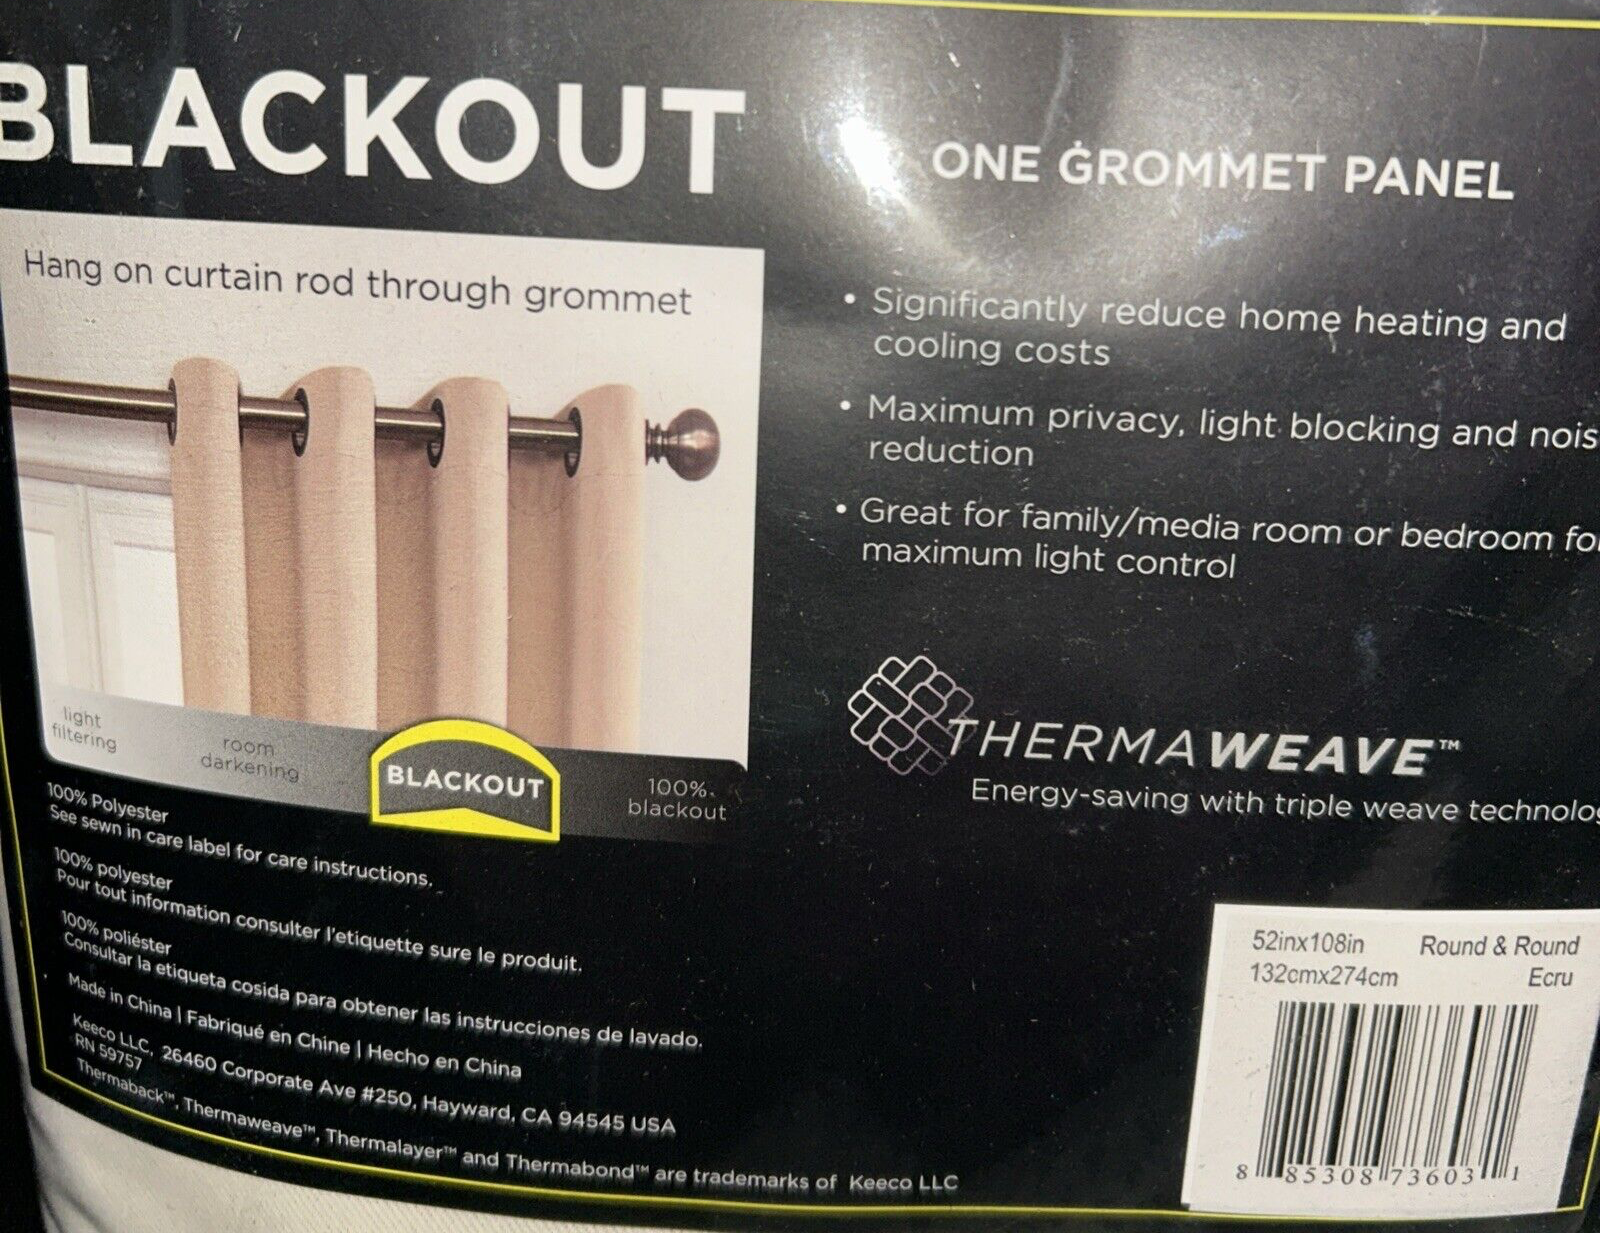 BLACKOUT
ONE GROMMET PANEL
Hang on curtain rod through grommet
• Significantly reduce home heating and
cooling costs
• Maximum privacy, light blocking and nois
reduction
• Great for family/media room or bedroom fo
maximum light control
THERMAWEAVE™
Energy-saving with triple weave technolog
light
filtering
room
darkening
BLACKOUT
100%
blackout
100% Polyester
See sewn in care label for care instructions.
100% polyester
Pour tout information consulter l'etiquette sure le produit.
100% poliéster
Consultar la etiqueta cosida para obtener las instrucciones de lavado.
Made in China | Fabriqué en Chine | Hecho en China
Keeco LLC, 26460 Corporate Ave #250, Hayward, CA 94545 USA
RN 59757
Thermaback™, Thermaweave™, Thermalayer™ and Thermabond™ are trademarks of Keeco LLC
52inx108in Round & Round
132cmx274cm Ecru
8 85308 73603 1